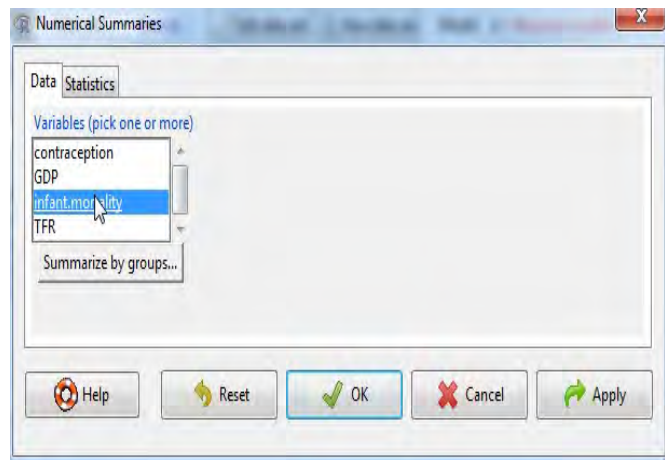 Numerical Summaries
Data Statistics
Variables (pick one or more)
contraception
GDP
infant.mortality
TFR
Summarize by groups...
Help Reset OK Cancel Apply